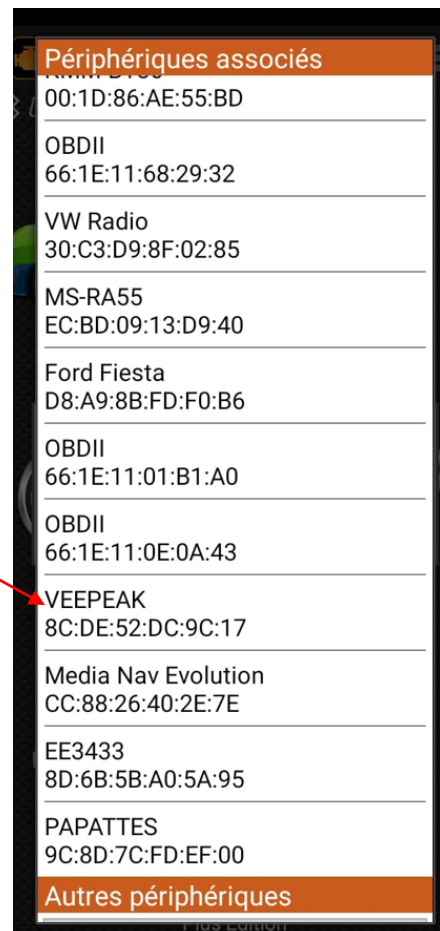 Périphériques associés
00:1D:86:AE:55:BD
OBDII
66:1E:11:68:29:32
VW Radio
30:C3:D9:8F:02:85
MS-RA55
EC:BD:09:13:D9:40
Ford Fiesta
D8:A9:8B:FD:F0:B6
OBDII
66:1E:11:01:B1:A0
OBDII
66:1E:11:0E:0A:43
VEEPEAK
8C:DE:52:DC:9C:17
Media Nav Evolution
CC:88:26:40:2E:7E
EE3433
8D:6B:5B:A0:5A:95
PAPATTES
9C:8D:7C:FD:EF:00
Autres périphériques